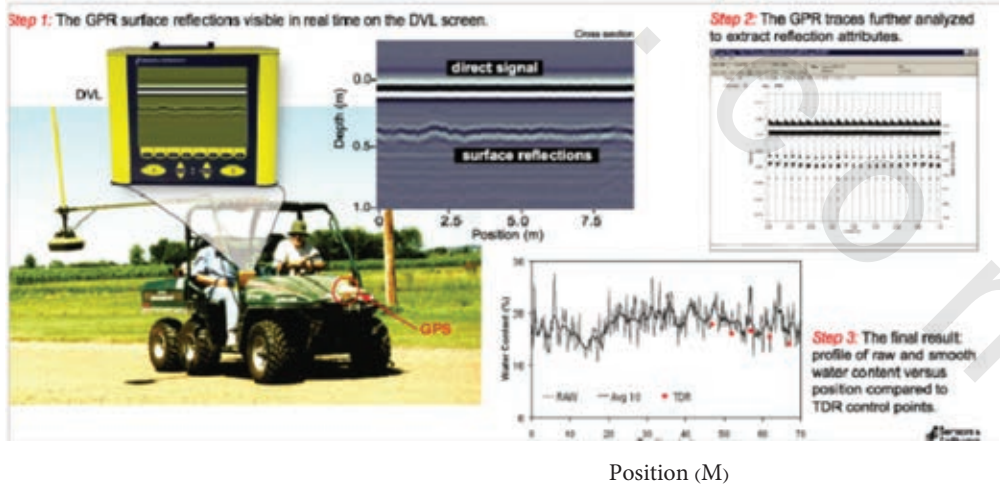 Step 1: The GPR surface reflections visible in real time on the DVL screen.
DVL
GPS
Cross section
direct signal
surface reflections
Depth (m)
0.0
0.5
1.0
0
2.5
5.0
7.5
Position (m)
Step 2: The GPR traces further analyzed
to extract reflection attributes.
Water Content (%)
30
20
10
0
RAW
Avg 10
TDR
0 10 20 30 40 50 60 70
Step 3: The final result:
profile of raw and smooth
water content versus
position compared to
TDR control points.
Sensors &
Software
Position (M)